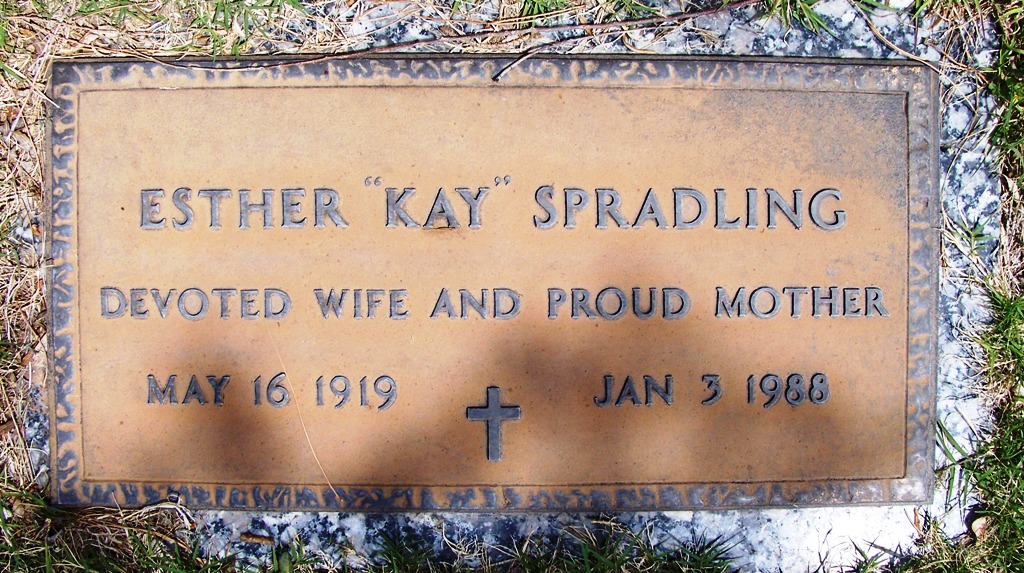 ESTHER "KAY" SPRADLING
DEVOTED WIFE AND PROUD MOTHER
MAY 16 1919 JAN 3 1988